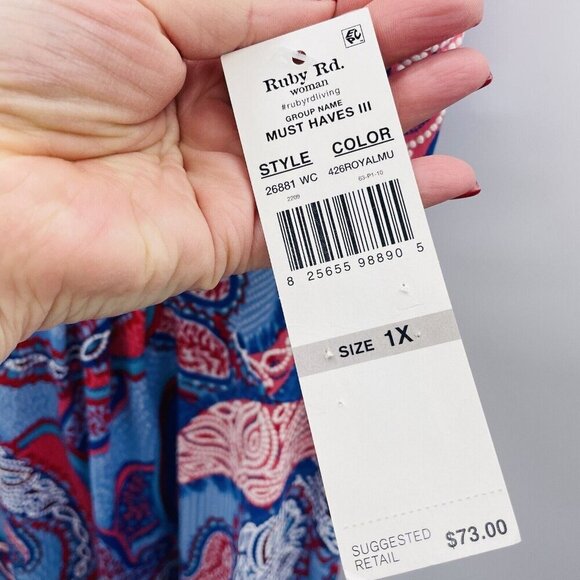 Ruby Rd.
woman
#rubyrdliving
GROUP NAME
MUST HAVES III
STYLE COLOR
26881 WC 426ROYALMU
2209 63-P1-10
8 25655 98890 5
SIZE 1X
SUGGESTED RETAIL $73.00